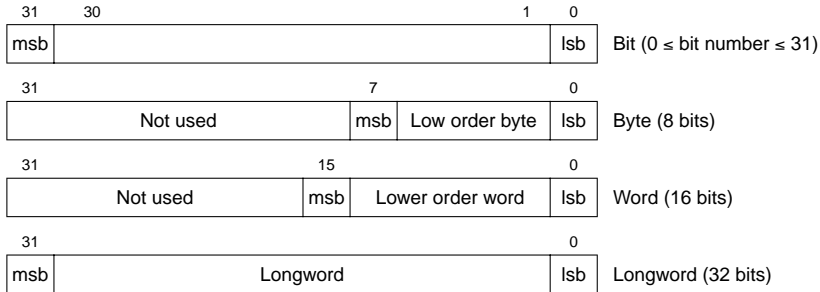 31 30 1 0
msb lsb Bit (0 ≤ bit number ≤ 31)
31 7 0
Not used msb Low order byte lsb Byte (8 bits)
31 15 0
Not used msb Lower order word lsb Word (16 bits)
31 0
msb Longword lsb Longword (32 bits)